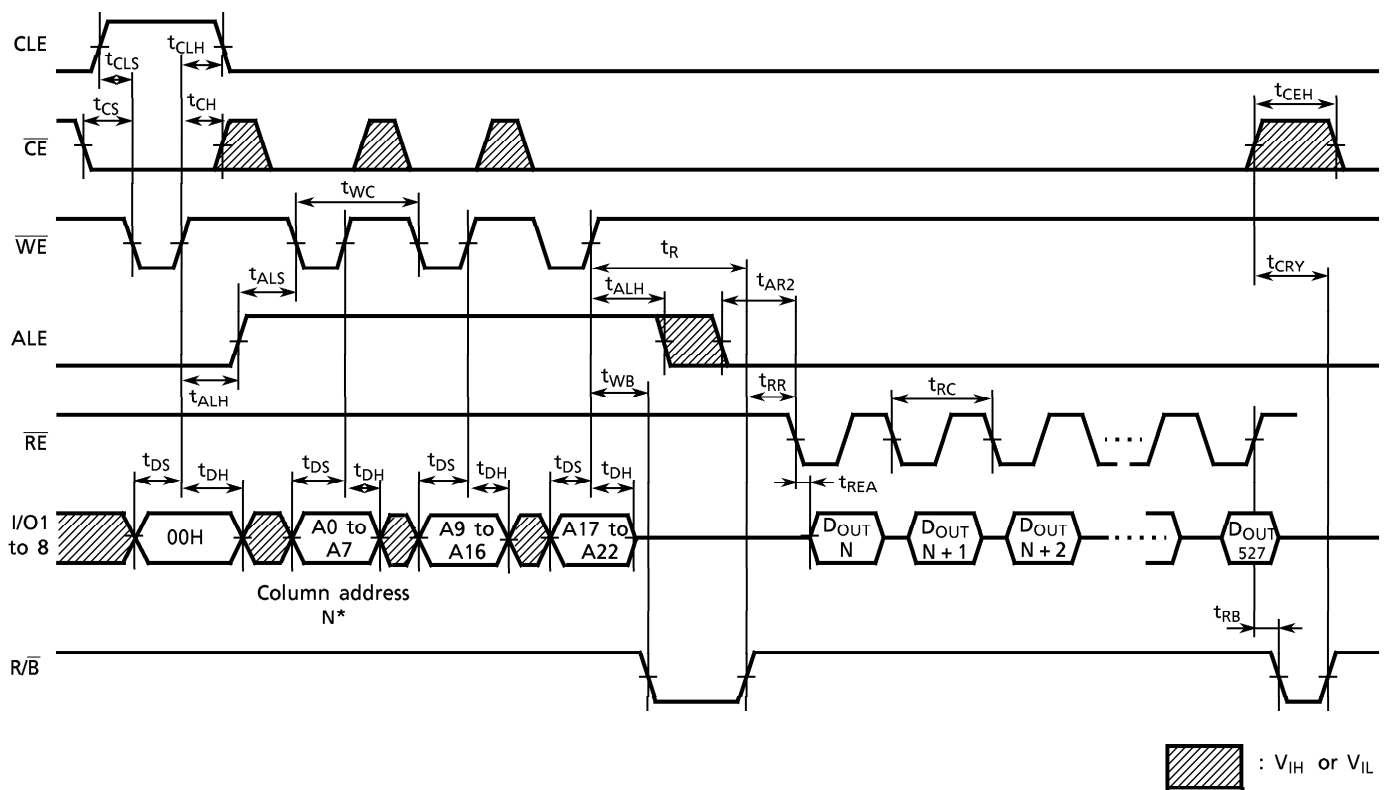 CLE
tCLH
tCLS
tCS
tCH
tCEH
CE
tWC
WE
tR
tCRY
tALS
tALH
tAR2
ALE
tALH
tWB
tRR
tRC
RE
tDS
tDH
tDS
tDH
tDS
tDH
tDS
tDH
tREA
I/O1
to 8
00H
A0 to
A7
A9 to
A16
A17 to
A22
DOUT
N
DOUT
N + 1
DOUT
N + 2
DOUT
527
Column address
N*
tRB
R/B
: VIH or VIL